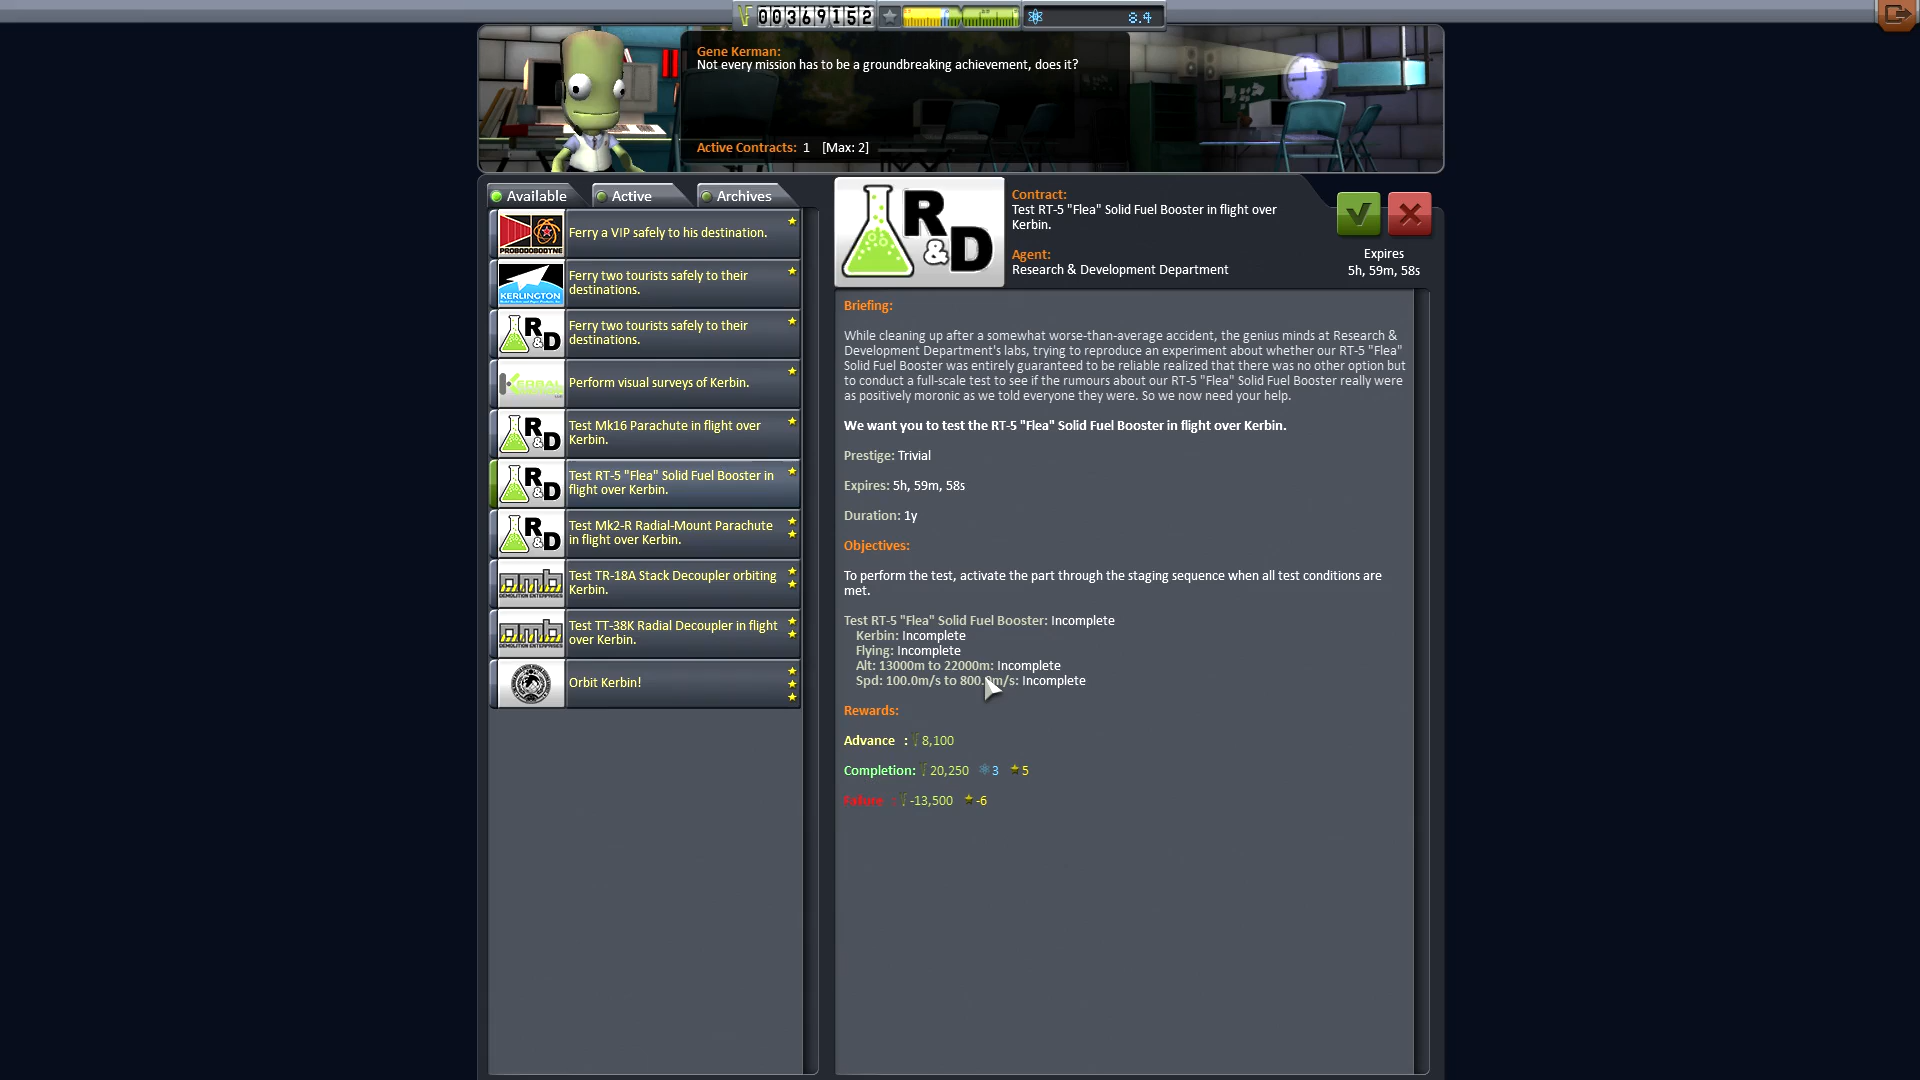 00369152
8.4
Gene Kerman:
Not every mission has to be a groundbreaking achievement, does it?
Active Contracts: 1 [Max: 2]
Available
Active
Archives
PROBODOBODYNE
Ferry a VIP safely to his destination.
KERLINGTON
Ferry two tourists safely to their
destinations.
R&D
Ferry two tourists safely to their
destinations.
KERBAL
Perform visual surveys of Kerbin.
R&D
Test Mk16 Parachute in flight over
Kerbin.
R&D
Test RT-5 "Flea" Solid Fuel Booster in
flight over Kerbin.
R&D
Test Mk2-R Radial-Mount Parachute
in flight over Kerbin.
omb
DEMOLITION ENTERPRISES
Test TR-18A Stack Decoupler orbiting
Kerbin.
omb
DEMOLITION ENTERPRISES
Test TT-38K Radial Decoupler in flight
over Kerbin.
Orbit Kerbin!
R&D
Contract:
Test RT-5 "Flea" Solid Fuel Booster in flight over
Kerbin.
Agent:
Research & Development Department
Expires
5h, 59m, 58s
Briefing:
While cleaning up after a somewhat worse-than-average accident, the genius minds at Research &
Development Department's labs, trying to reproduce an experiment about whether our RT-5 "Flea"
Solid Fuel Booster was entirely guaranteed to be reliable realized that there was no other option but
to conduct a full-scale test to see if the rumours about our RT-5 "Flea" Solid Fuel Booster really were
as positively moronic as we told everyone they were. So we now need your help.
We want you to test the RT-5 "Flea" Solid Fuel Booster in flight over Kerbin.
Prestige: Trivial
Expires: 5h, 59m, 58s
Duration: 1y
Objectives:
To perform the test, activate the part through the staging sequence when all test conditions are
met.
Test RT-5 "Flea" Solid Fuel Booster: Incomplete
Kerbin: Incomplete
Flying: Incomplete
Alt: 13000m to 22000m: Incomplete
Spd: 100.0m/s to 800.0m/s: Incomplete
Rewards:
Advance : 8,100
Completion: 20,250 3 5
Failure : -13,500 -6